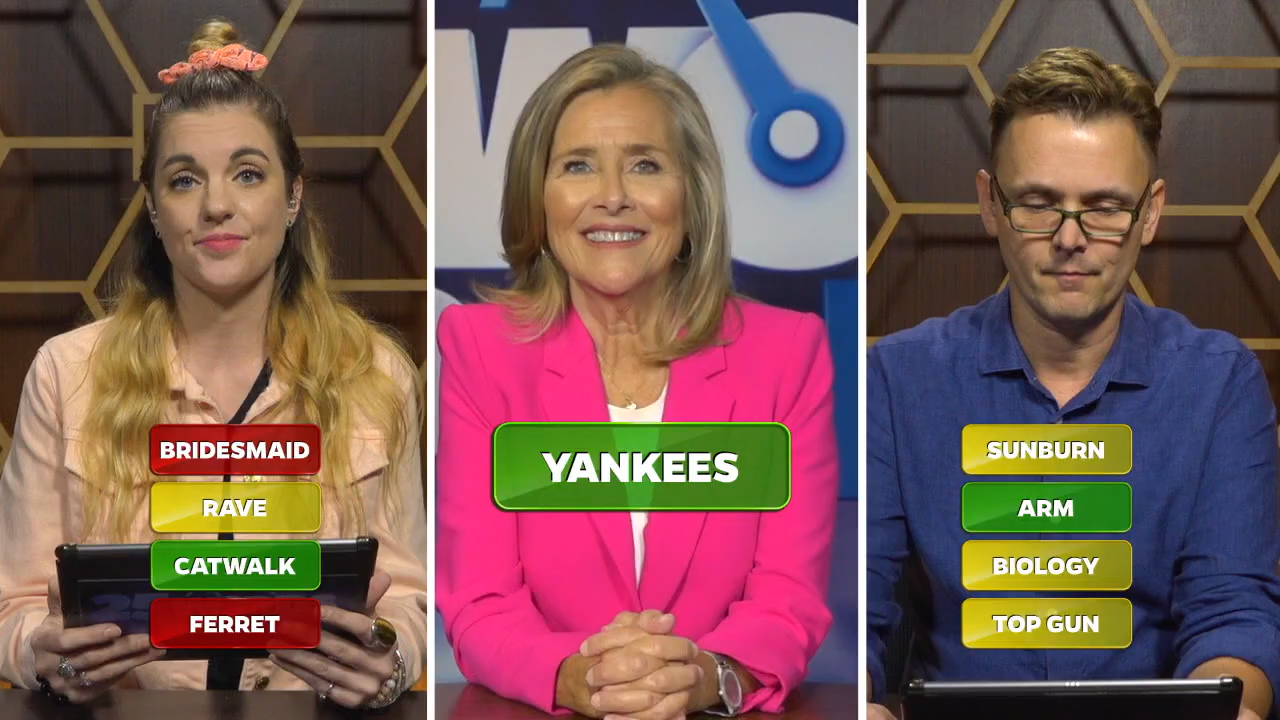 BRIDESMAID
RAVE
CATWALK
FERRET
YANKEES
SUNBURN
ARM
BIOLOGY
TOP GUN